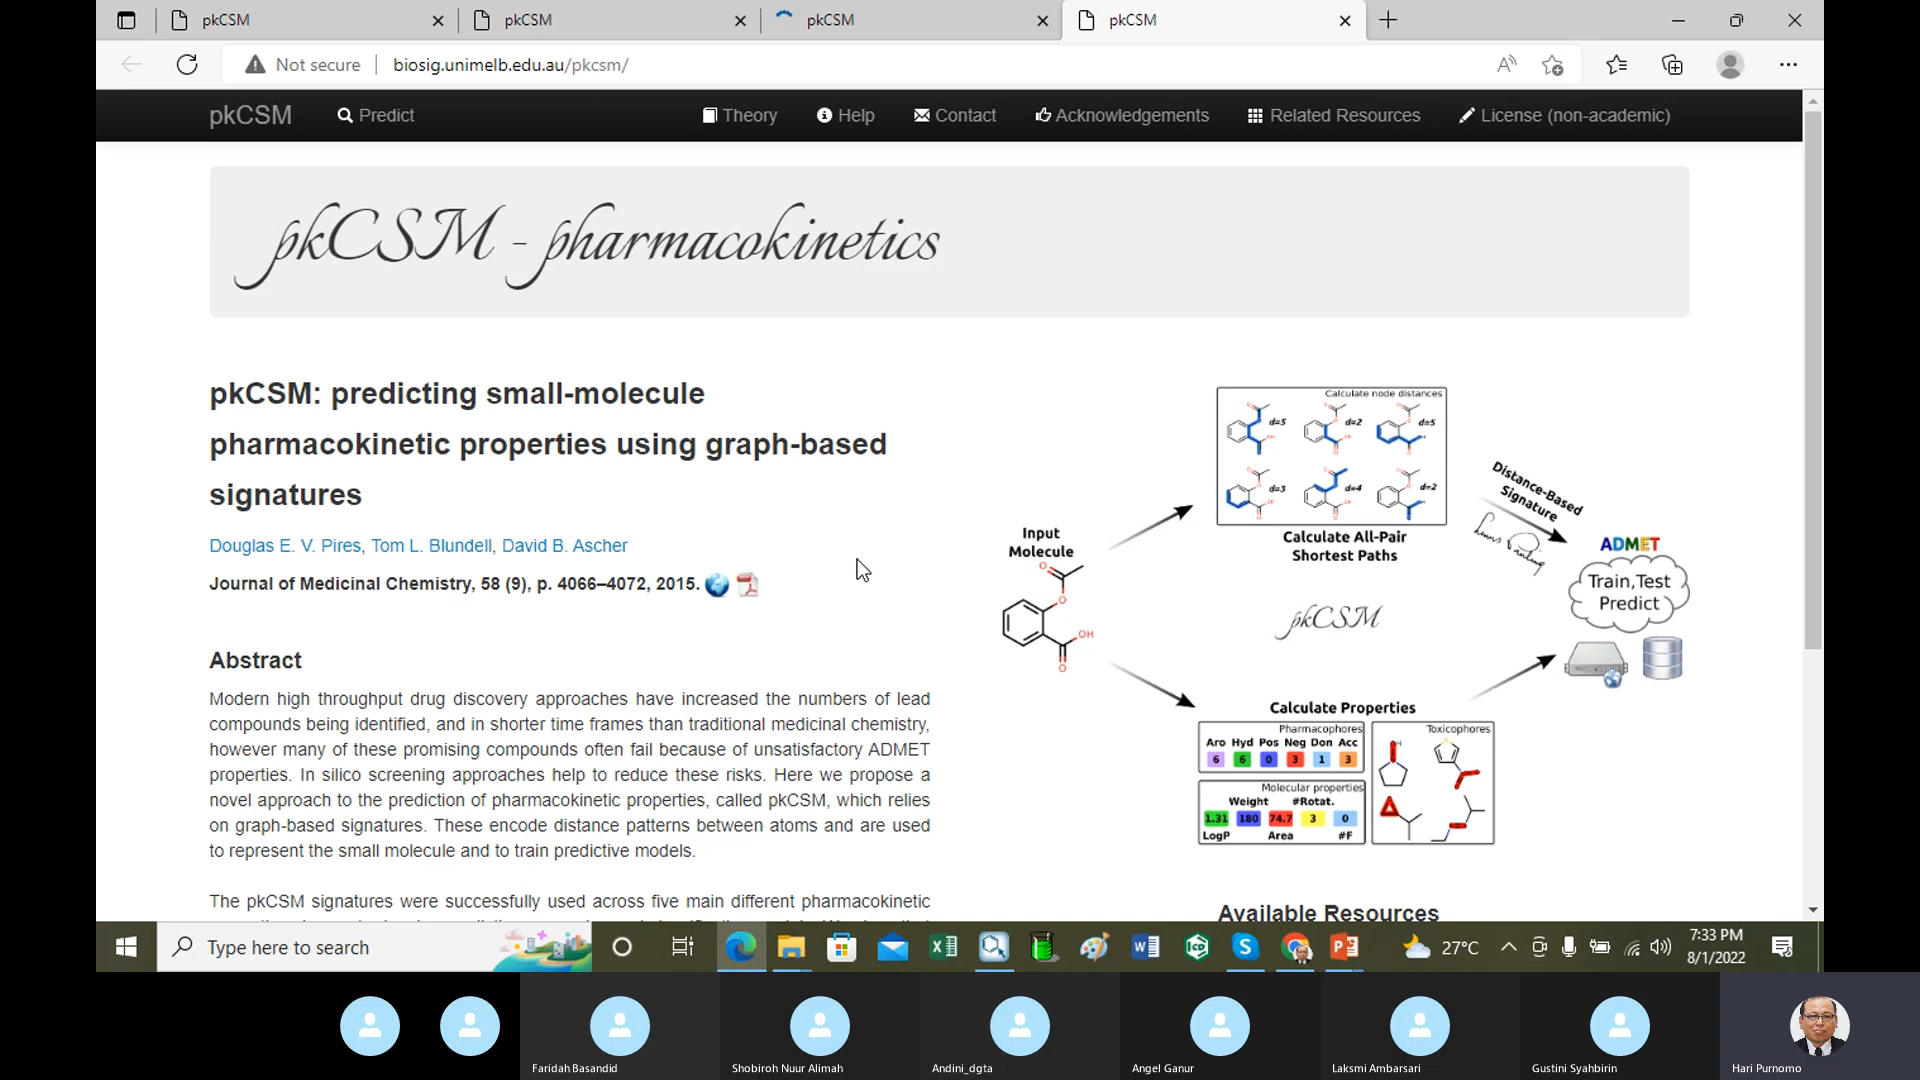 pkCSM
pkCSM
pkCSM
pkCSM
Not secure
biosig.unimelb.edu.au/pkcsm/
pkCSM
Predict
Theory
Help
Contact
Acknowledgements
Related Resources
License (non-academic)
pkCSM - pharmacokinetics
pkCSM: predicting small-molecule
pharmacokinetic properties using graph-based
signatures
Douglas E. V. Pires, Tom L. Blundell, David B. Ascher
Journal of Medicinal Chemistry, 58 (9), p. 4066–4072, 2015.
Abstract
Modern high throughput drug discovery approaches have increased the numbers of lead
compounds being identified, and in shorter time frames than traditional medicinal chemistry,
however many of these promising compounds often fail because of unsatisfactory ADMET
properties. In silico screening approaches help to reduce these risks. Here we propose a
novel approach to the prediction of pharmacokinetic properties, called pkCSM, which relies
on graph-based signatures. These encode distance patterns between atoms and are used
to represent the small molecule and to train predictive models.
The pkCSM signatures were successfully used across five main different pharmacokinetic
Input
Molecule
OH
Calculate node distances
d=5
d=2
d=5
d=3
d=4
d=2
Calculate All-Pair
Shortest Paths
Distance-Based
Signature
Linus Pauling
ADMET
Train,Test
Predict
pkCSM
Calculate Properties
Pharmacophores
Aro Hyd Pos Neg Don Acc
6 6 0 3 1 3
Molecular properties
Weight #Rotat.
1.31 180 74.7 3 0
LogP Area #F
Toxicophores
Available Resources
Type here to search
27°C
7:33 PM
8/1/2022
Faridah Basandid
Shobiroh Nuur Alimah
Andini_dgta
Angel Ganur
Laksmi Ambarsari
Gustini Syahbirin
Hari Purnomo